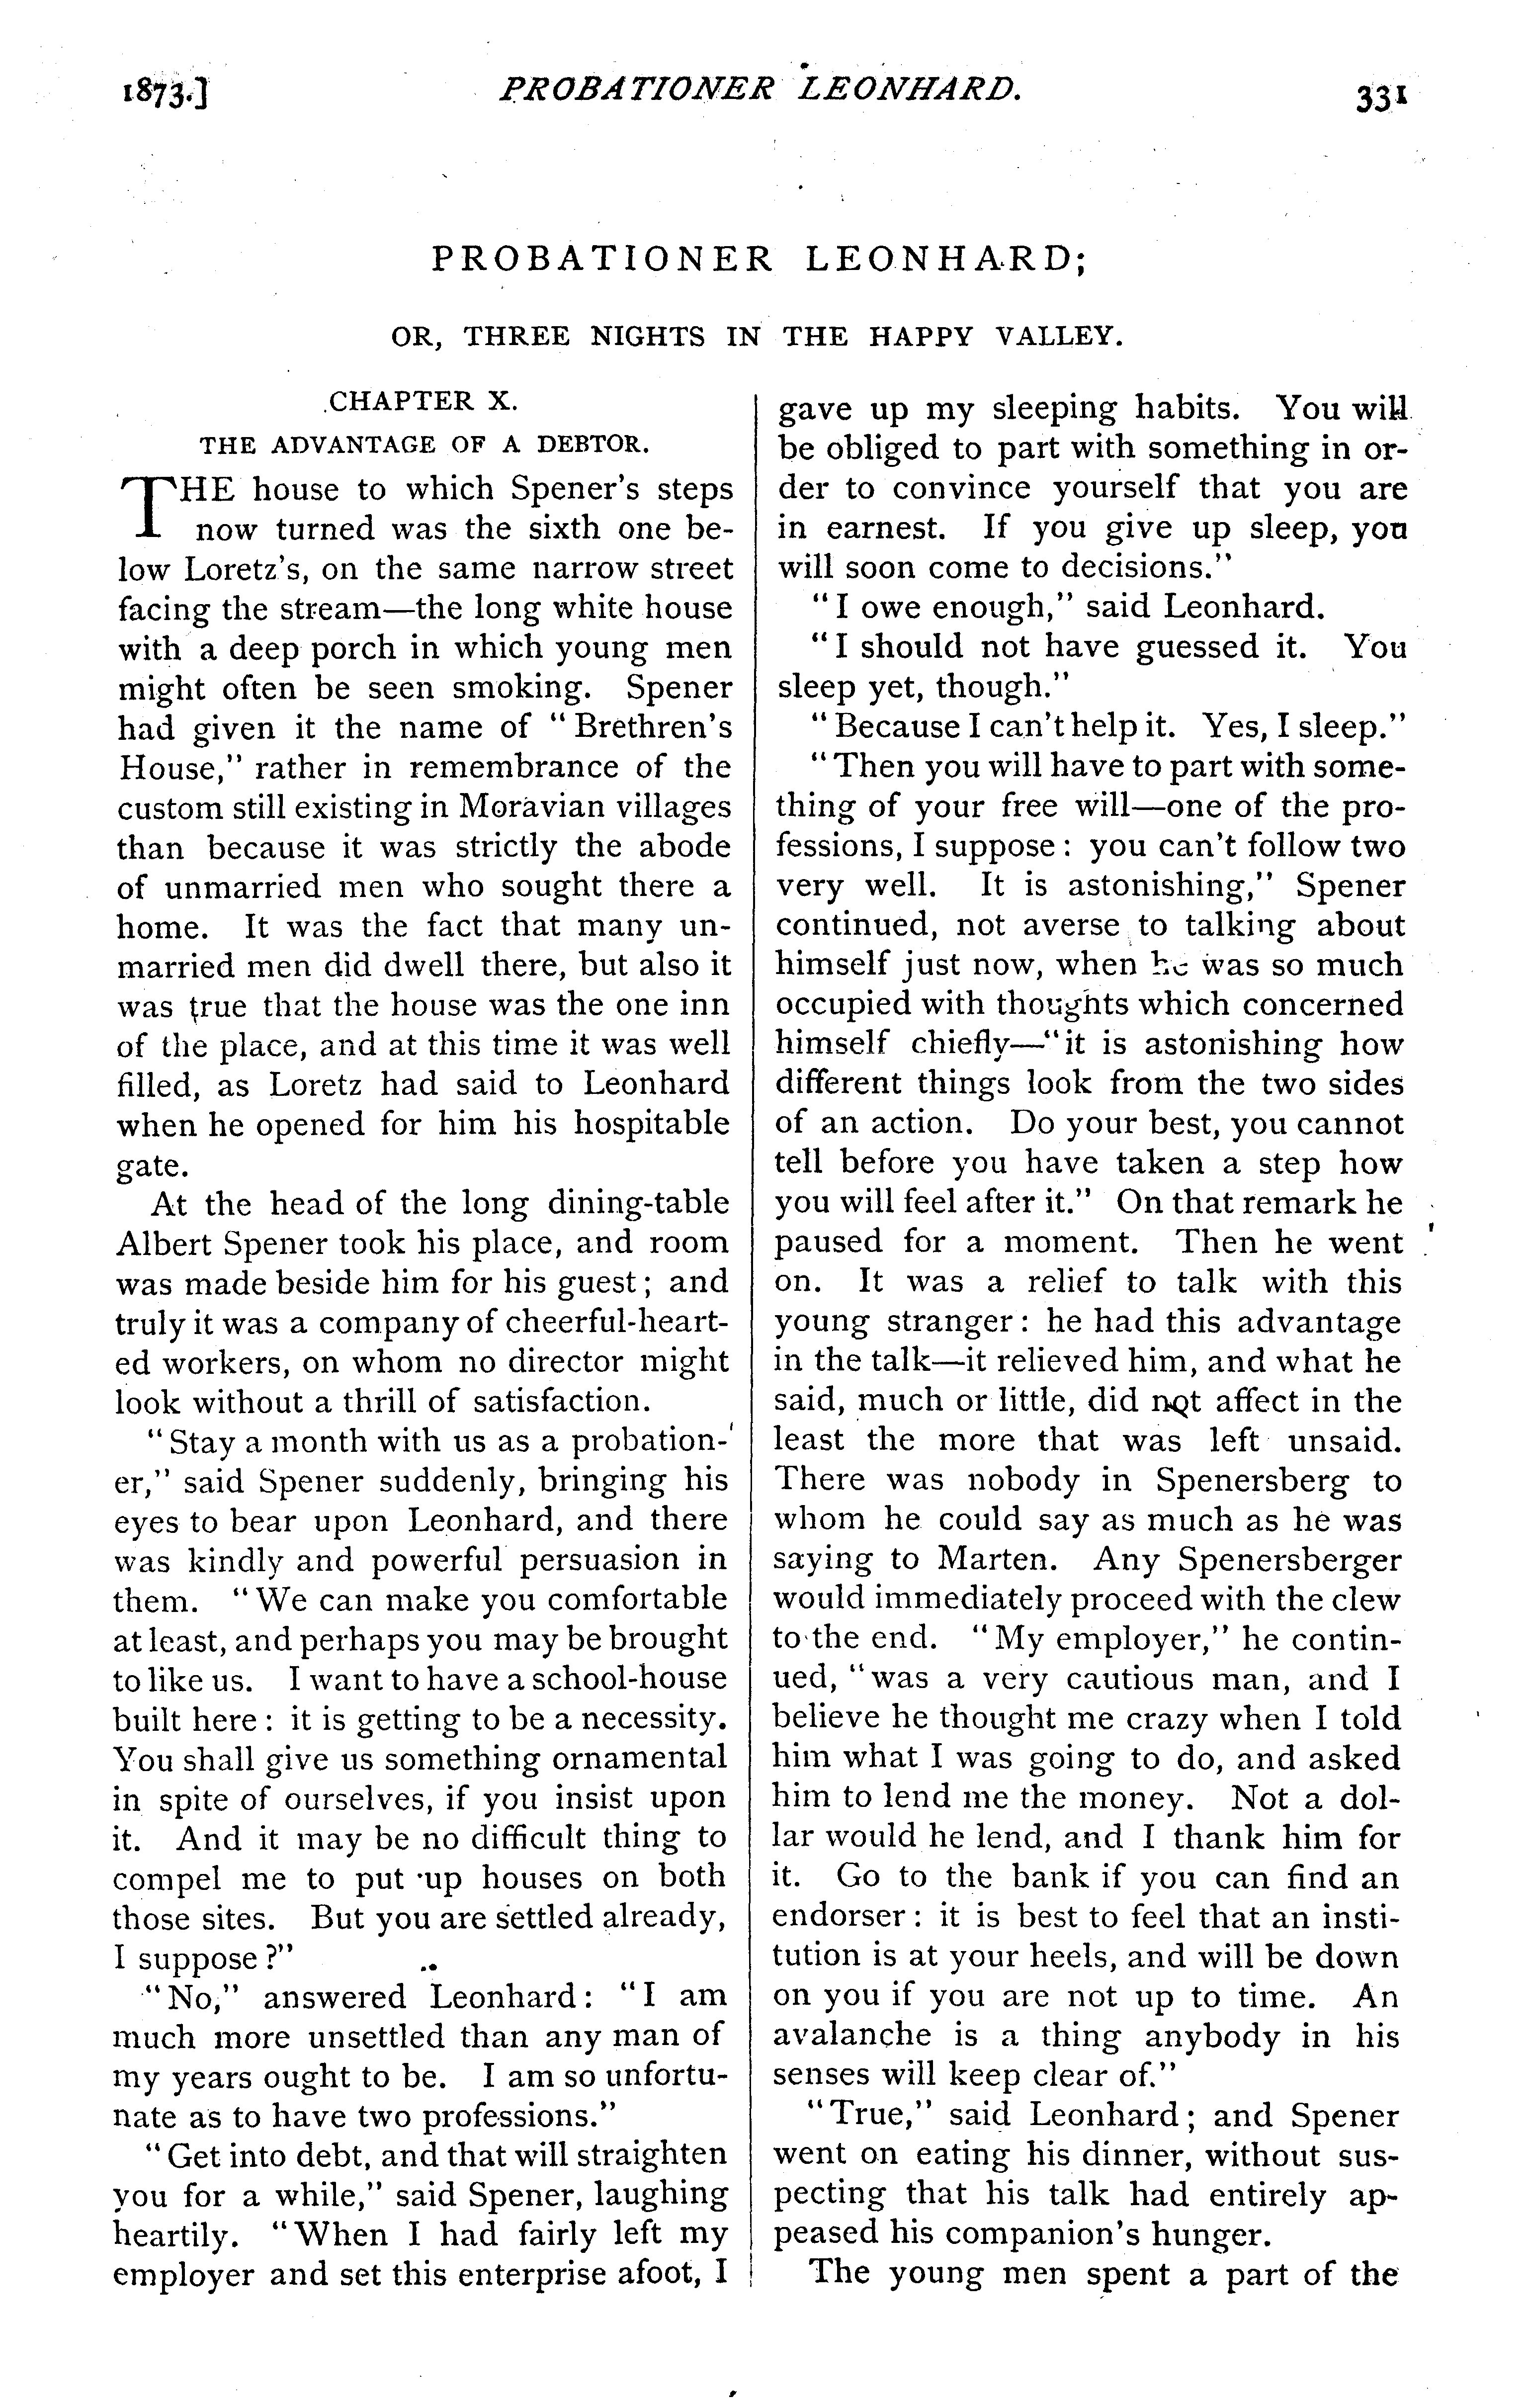 1873.] PROBATIONER LEONHARD. 331
PROBATIONER LEONHARD;
OR, THREE NIGHTS IN THE HAPPY VALLEY.
CHAPTER X.
THE ADVANTAGE OF A DEBTOR.
THE house to which Spener's steps
now turned was the sixth one be-
low Loretz's, on the same narrow street
facing the stream—the long white house
with a deep porch in which young men
might often be seen smoking. Spener
had given it the name of "Brethren's
House," rather in remembrance of the
custom still existing in Moravian villages
than because it was strictly the abode
of unmarried men who sought there a
home. It was the fact that many un-
married men did dwell there, but also it
was true that the house was the one inn
of the place, and at this time it was well
filled, as Loretz had said to Leonhard
when he opened for him his hospitable
gate.
At the head of the long dining-table
Albert Spener took his place, and room
was made beside him for his guest; and
truly it was a company of cheerful-heart-
ed workers, on whom no director might
look without a thrill of satisfaction.
"Stay a month with us as a probation-
er," said Spener suddenly, bringing his
eyes to bear upon Leonhard, and there
was kindly and powerful persuasion in
them. "We can make you comfortable
at least, and perhaps you may be brought
to like us. I want to have a school-house
built here: it is getting to be a necessity.
You shall give us something ornamental
in spite of ourselves, if you insist upon
it. And it may be no difficult thing to
compel me to put up houses on both
those sites. But you are settled already,
I suppose?"
"No," answered Leonhard: "I am
much more unsettled than any man of
my years ought to be. I am so unfortu-
nate as to have two professions."
"Get into debt, and that will straighten
you for a while," said Spener, laughing
heartily. "When I had fairly left my
employer and set this enterprise afoot, I
gave up my sleeping habits. You will
be obliged to part with something in or-
der to convince yourself that you are
in earnest. If you give up sleep, you
will soon come to decisions."
"I owe enough," said Leonhard.
"I should not have guessed it. You
sleep yet, though."
"Because I can't help it. Yes, I sleep."
"Then you will have to part with some-
thing of your free will—one of the pro-
fessions, I suppose: you can't follow two
very well. It is astonishing," Spener
continued, not averse to talking about
himself just now, when he was so much
occupied with thoughts which concerned
himself chiefly—"it is astonishing how
different things look from the two sides
of an action. Do your best, you cannot
tell before you have taken a step how
you will feel after it." On that remark he
paused for a moment. Then he went
on. It was a relief to talk with this
young stranger: he had this advantage
in the talk—it relieved him, and what he
said, much or little, did not affect in the
least the more that was left unsaid.
There was nobody in Spenersberg to
whom he could say as much as he was
saying to Marten. Any Spenersberger
would immediately proceed with the clew
to the end. "My employer," he contin-
ued, "was a very cautious man, and I
believe he thought me crazy when I told
him what I was going to do, and asked
him to lend me the money. Not a dol-
lar would he lend, and I thank him for
it. Go to the bank if you can find an
endorser: it is best to feel that an insti-
tution is at your heels, and will be down
on you if you are not up to time. An
avalanche is a thing anybody in his
senses will keep clear of."
"True," said Leonhard; and Spener
went on eating his dinner, without sus-
pecting that his talk had entirely ap-
peased his companion's hunger.
The young men spent a part of the